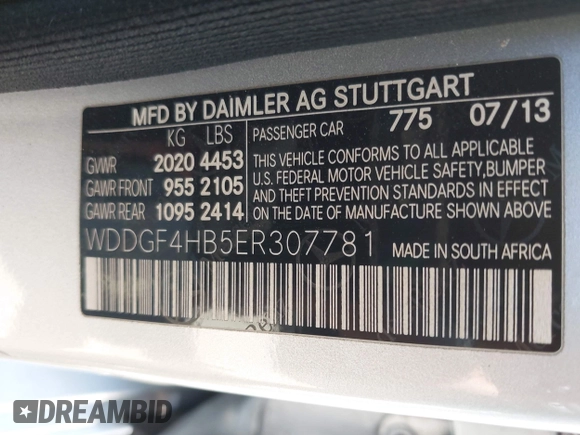 MFD BY DAIMLER AG STUTTGART
KG LBS PASSENGER CAR 775 07/13
GVWR 2020 4453
GAWR FRONT 955 2105
GAWR REAR 1095 2414
THIS VEHICLE CONFORMS TO ALL APPLICABLE
U.S. FEDERAL MOTOR VEHICLE SAFETY,BUMPER
AND THEFT PREVENTION STANDARDS IN EFFECT
ON THE DATE OF MANUFACTURE SHOWN ABOVE
WDDGF4HB5ER307781 MADE IN SOUTH AFRICA
DREAMBID